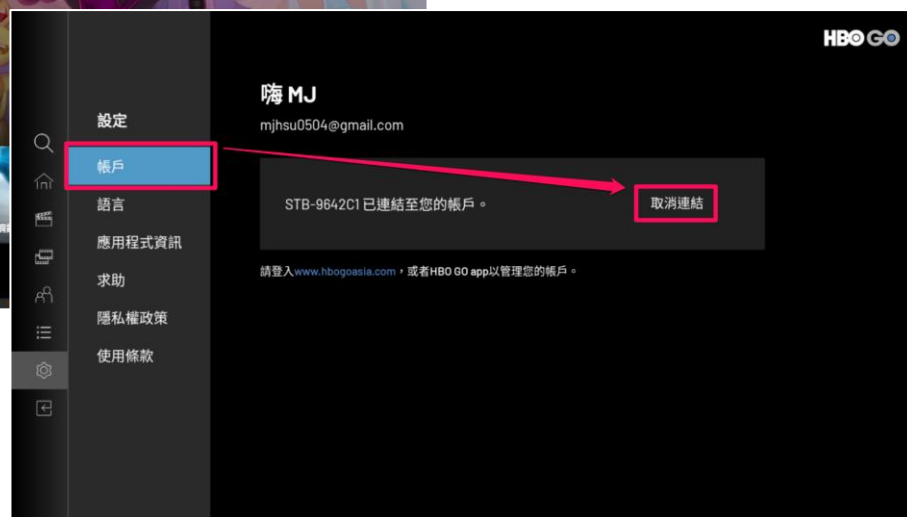 HBO GO
嗨 MJ
mjhsu0504@gmail.com
設定
帳戶
語言
應用程式資訊
求助
隱私權政策
使用條款
STB-9642C1 已連結至您的帳戶。
取消連結
請登入www.hbogoasia.com，或者HBO GO app以管理您的帳戶。